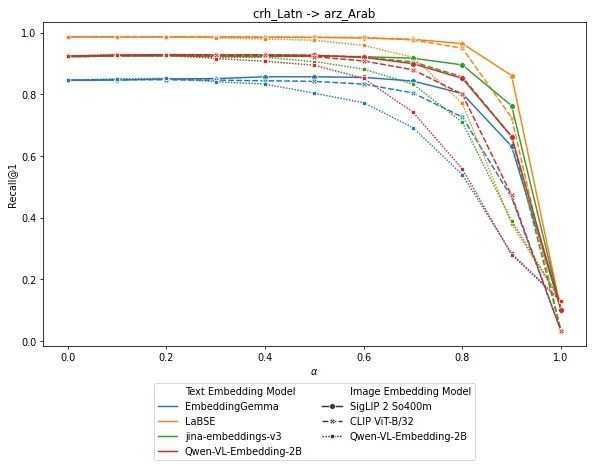 crh_Latn -> arz_Arab
Recall@1
1.0
0.8
0.6
0.4
0.2
0.0
0.0
0.2
0.4
0.6
0.8
1.0
α
Text Embedding Model
EmbeddingGemma
LaBSE
jina-embeddings-v3
Qwen-VL-Embedding-2B
Image Embedding Model
SigLIP 2 So400m
CLIP ViT-B/32
Qwen-VL-Embedding-2B